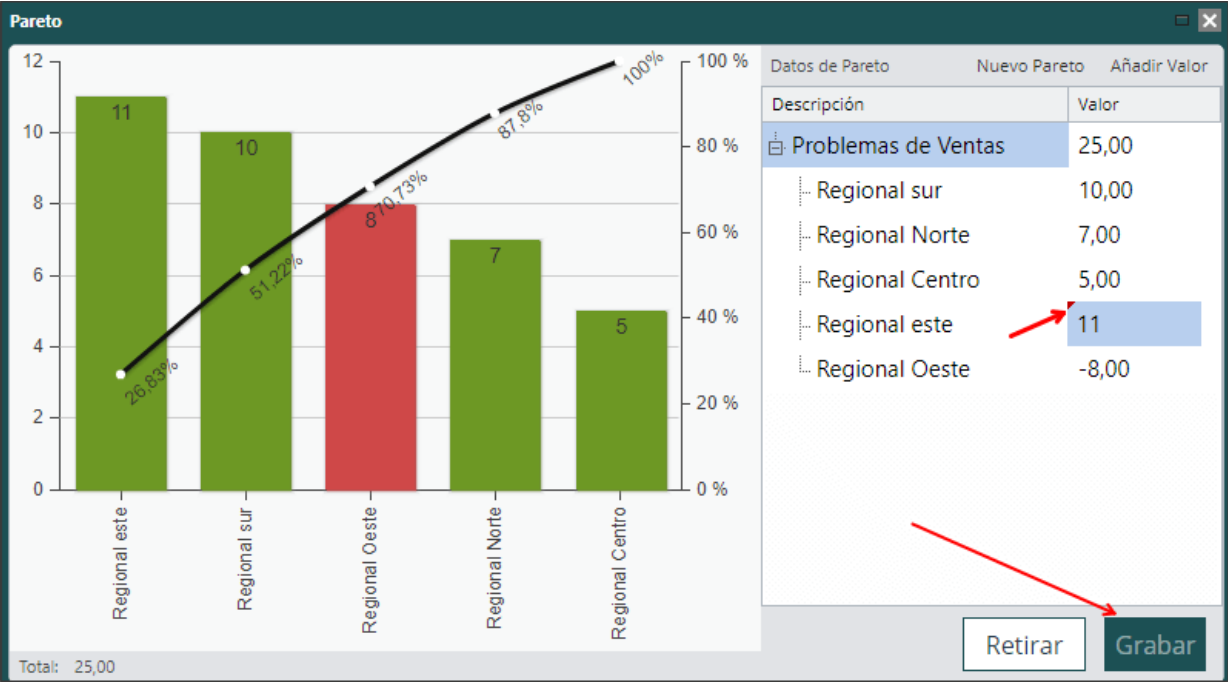 Pareto
12
10
8
6
4
2
0
11
10
8
7
5
26,83%
51,22%
70,73%
87,8%
100%
100 %
80 %
60 %
40 %
20 %
0 %
Regional este
Regional sur
Regional Oeste
Regional Norte
Regional Centro
Total: 25,00
Datos de Pareto Nuevo Pareto Añadir Valor
Descripción Valor
Problemas de Ventas 25,00
Regional sur 10,00
Regional Norte 7,00
Regional Centro 5,00
Regional este 11
Regional Oeste -8,00
Retirar Grabar